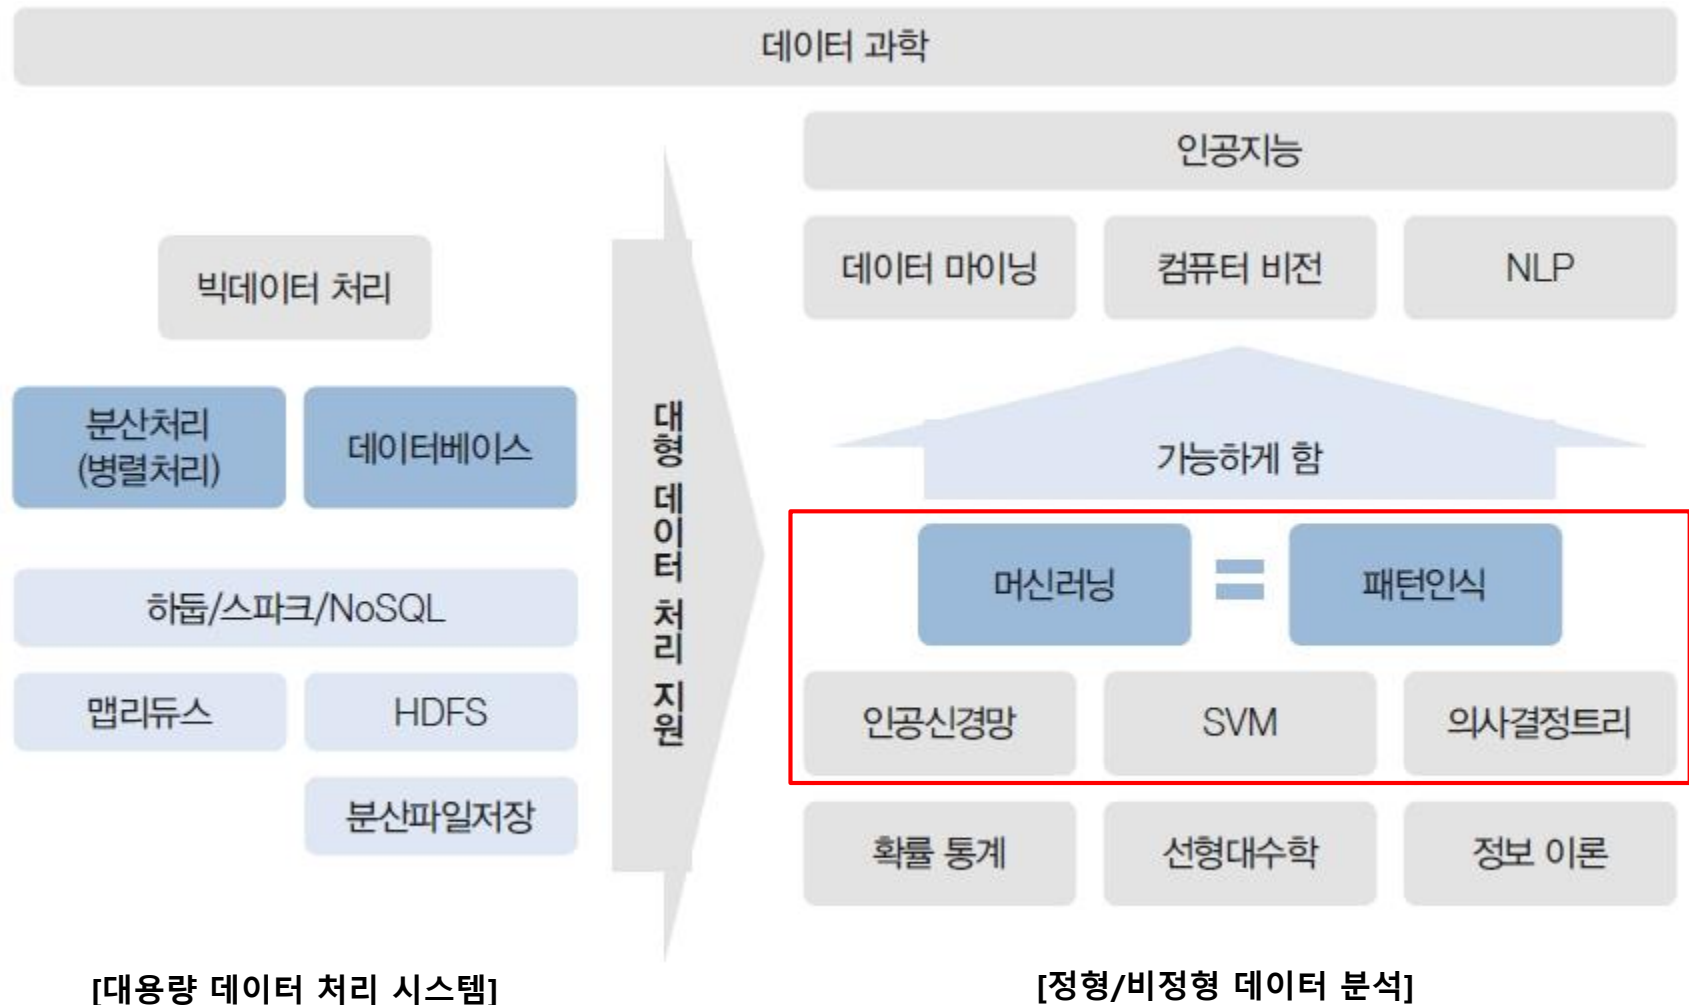 데이터 과학
인공지능
데이터 마이닝
컴퓨터 비전
NLP
빅데이터 처리
분산처리
(병렬처리)
데이터베이스
하둡/스파크/NoSQL
맵리듀스
HDFS
분산파일저장
대형 데이터 처리 지원
가능하게 함
머신러닝
=
패턴인식
인공신경망
SVM
의사결정트리
확률 통계
선형대수학
정보 이론
[대용량 데이터 처리 시스템]
[정형/비정형 데이터 분석]